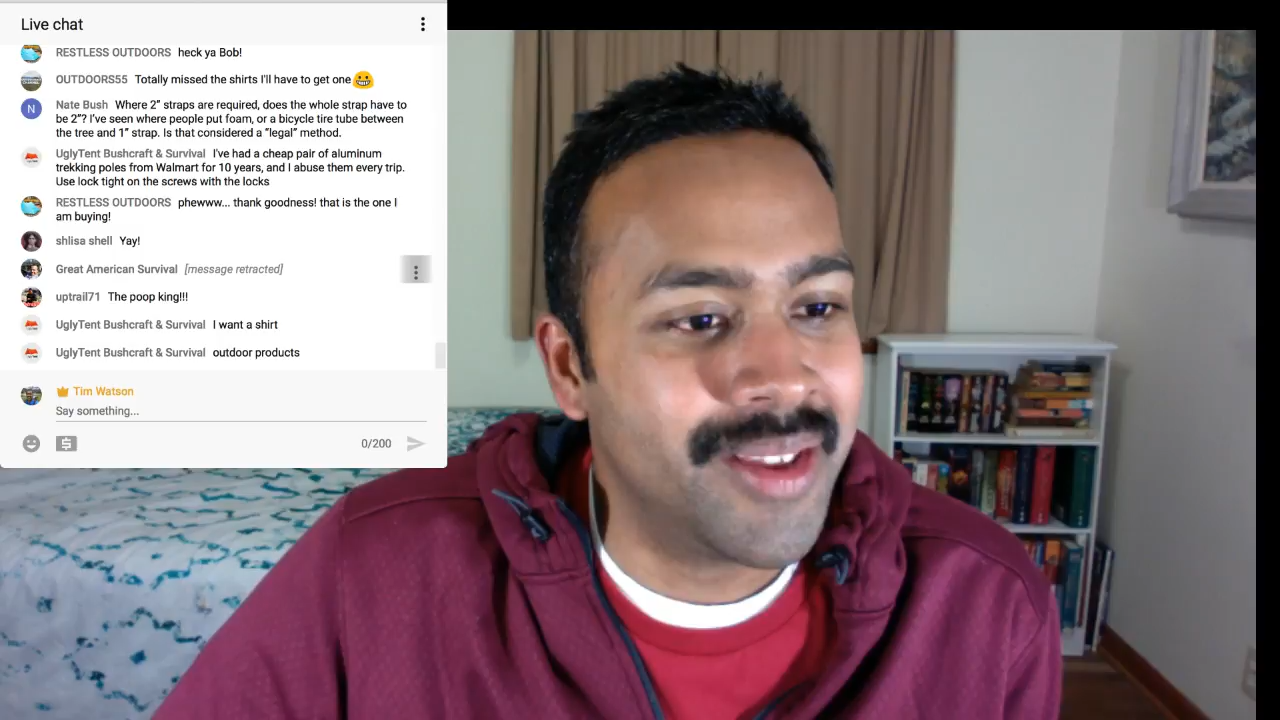 Live chat
RESTLESS OUTDOORS heck ya Bob!
OUTDOORS55 Totally missed the shirts I'll have to get one😬
N Nate Bush Where 2” straps are required, does the whole strap have to
be 2”? I’ve seen where people put foam, or a bicycle tire tube between
the tree and 1” strap. Is that considered a “legal” method.
UglyTent Bushcraft & Survival I've had a cheap pair of aluminum
trekking poles from Walmart for 10 years, and I abuse them every trip.
Use lock tight on the screws with the locks
RESTLESS OUTDOORS phewww... thank goodness! that is the one I
am buying!
shlisa shell Yay!
Great American Survival [message retracted]
uptrail71 The poop king!!!
UglyTent Bushcraft & Survival I want a shirt
UglyTent Bushcraft & Survival outdoor products
Tim Watson
Say something...
0/200